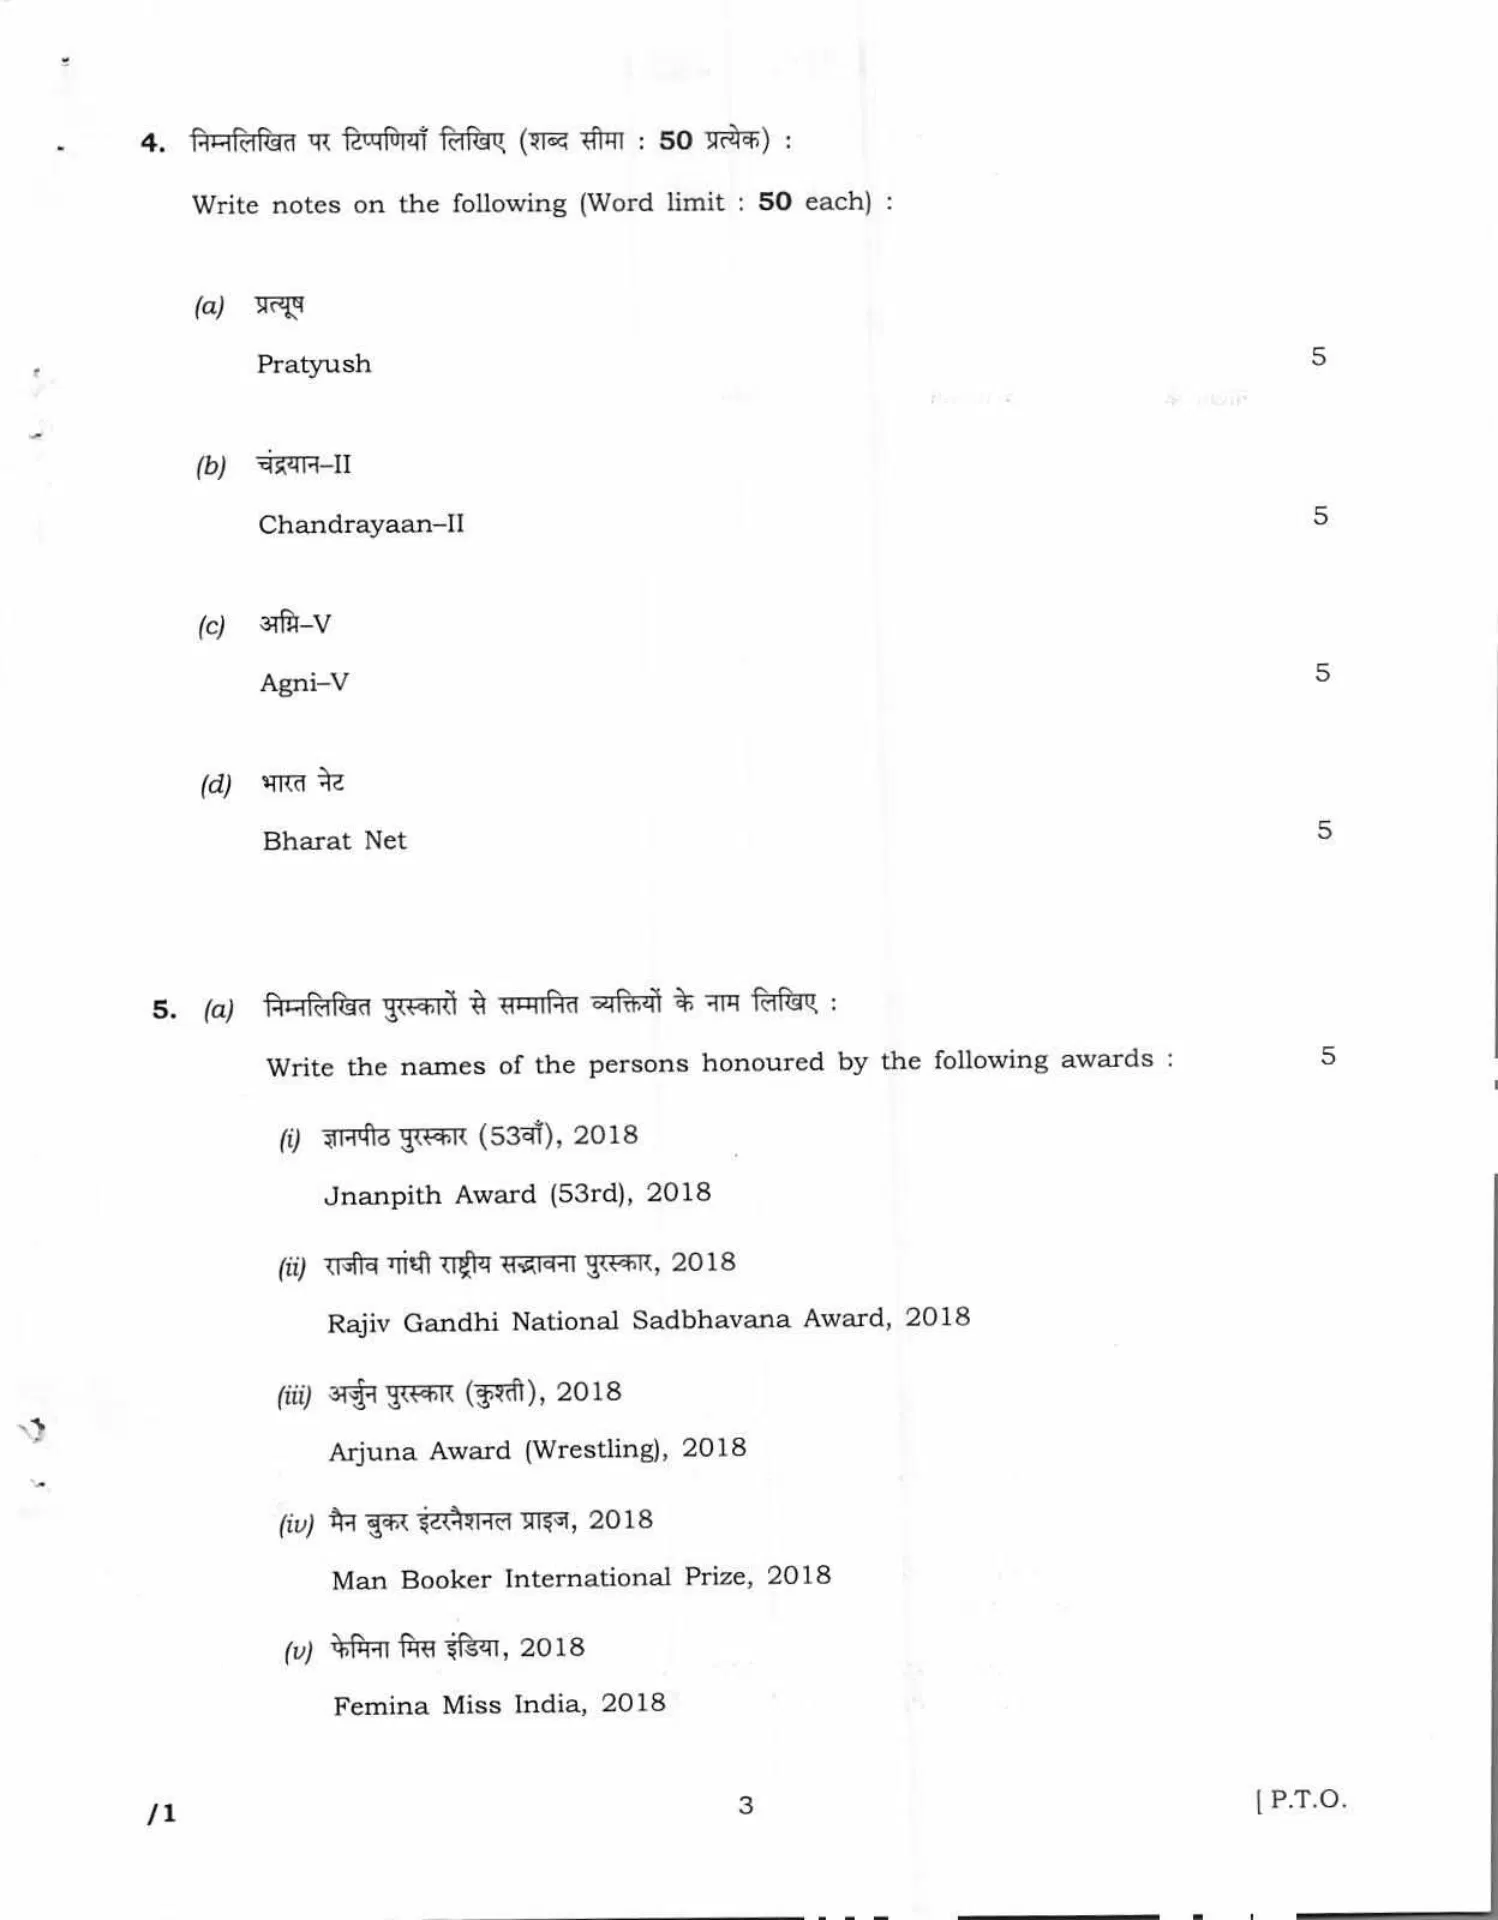 4. निम्नलिखित पर टिप्पणियाँ लिखिए (शब्द सीमा : 50 प्रत्येक) :
Write notes on the following (Word limit : 50 each) :
(a) प्रत्यूष
Pratyush 5
(b) चंद्रयान–II
Chandrayaan–II 5
(c) अग्नि–V
Agni–V 5
(d) भारत नेट
Bharat Net 5
5. (a) निम्नलिखित पुरस्कारों से सम्मानित व्यक्तियों के नाम लिखिए :
Write the names of the persons honoured by the following awards : 5
(i) ज्ञानपीठ पुरस्कार (53वाँ), 2018
Jnanpith Award (53rd), 2018
(ii) राजीव गांधी राष्ट्रीय सद्भावना पुरस्कार, 2018
Rajiv Gandhi National Sadbhavana Award, 2018
(iii) अर्जुन पुरस्कार (कुश्ती), 2018
Arjuna Award (Wrestling), 2018
(iv) मैन बुकर इंटरनैशनल प्राइज, 2018
Man Booker International Prize, 2018
(v) फेमिना मिस इंडिया, 2018
Femina Miss India, 2018
/1 3 [ P.T.O.